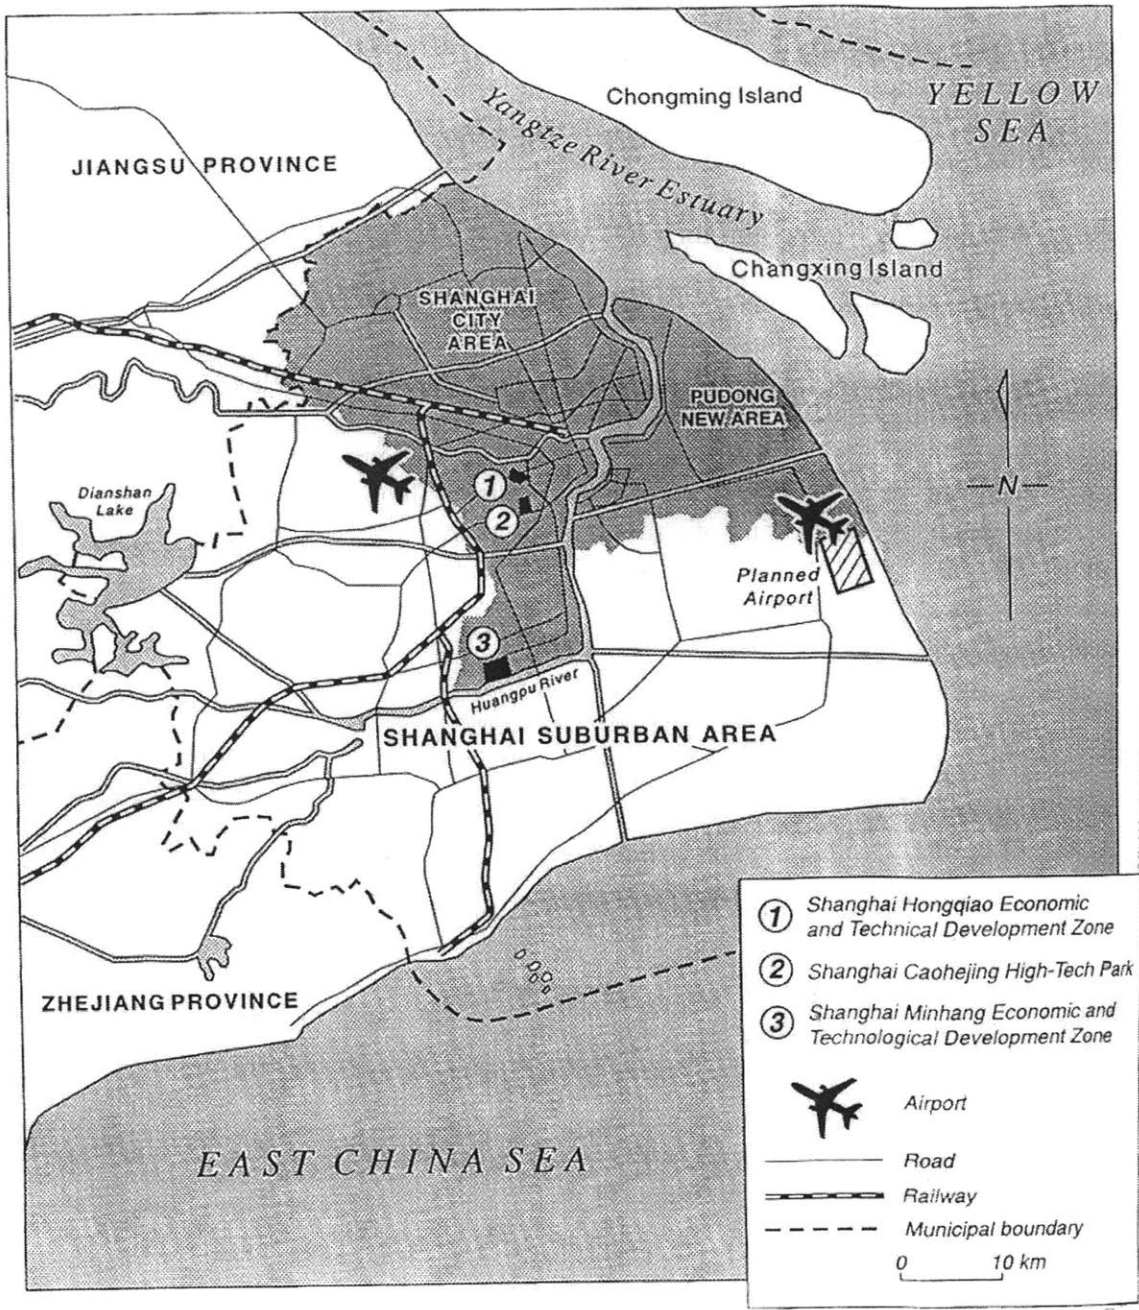 Chongming Island
YELLOW
SEA
Yangtze River Estuary
JIANGSU PROVINCE
Changxing Island
SHANGHAI
CITY
AREA
PUDONG
NEW AREA
1
2
Dianshan
Lake
N
Planned
Airport
3
Huangpu River
SHANGHAI SUBURBAN AREA
ZHEJIANG PROVINCE
EAST CHINA SEA
1 Shanghai Hongqiao Economic
and Technical Development Zone
2 Shanghai Caohejing High-Tech Park
3 Shanghai Minhang Economic and
Technological Development Zone
Airport
Road
Railway
Municipal boundary
0 10 km